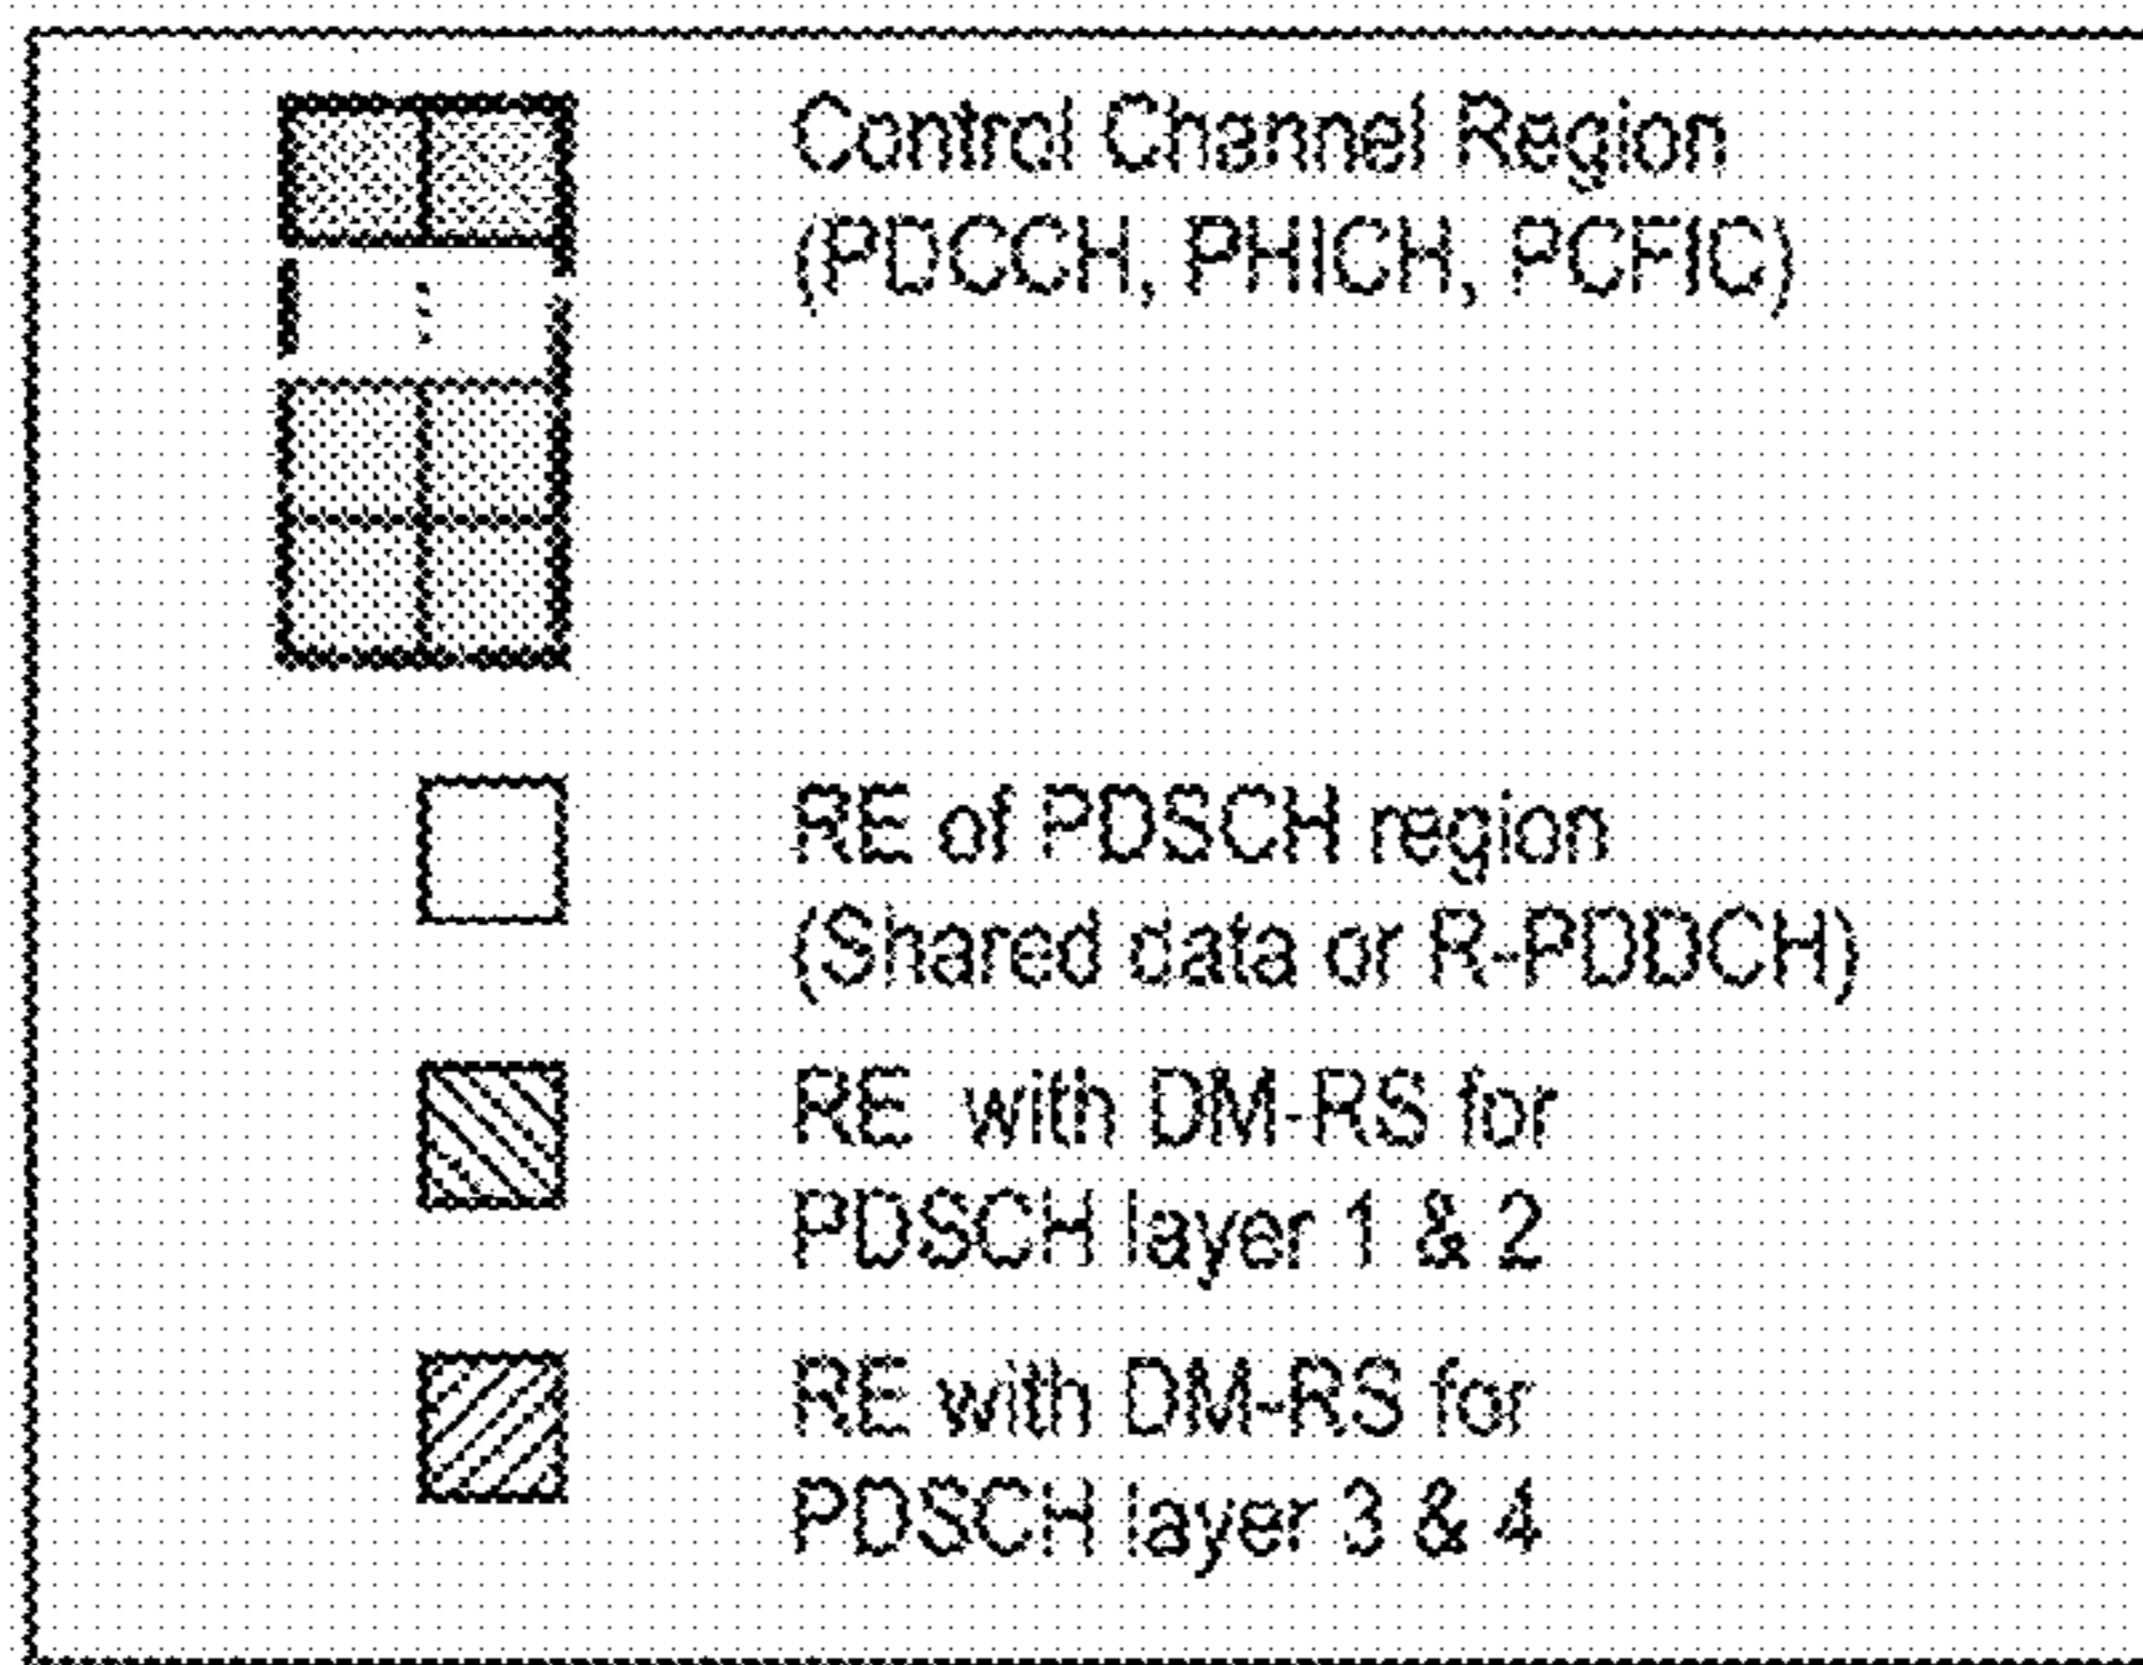 Control Channel Region
(PDCCH, PHICH, PCFIC)
RE of PDSCH region
(Shared data or R-PDDCH)
RE with DM-RS for
PDSCH layer 1 & 2
RE with DM-RS for
PDSCH layer 3 & 4